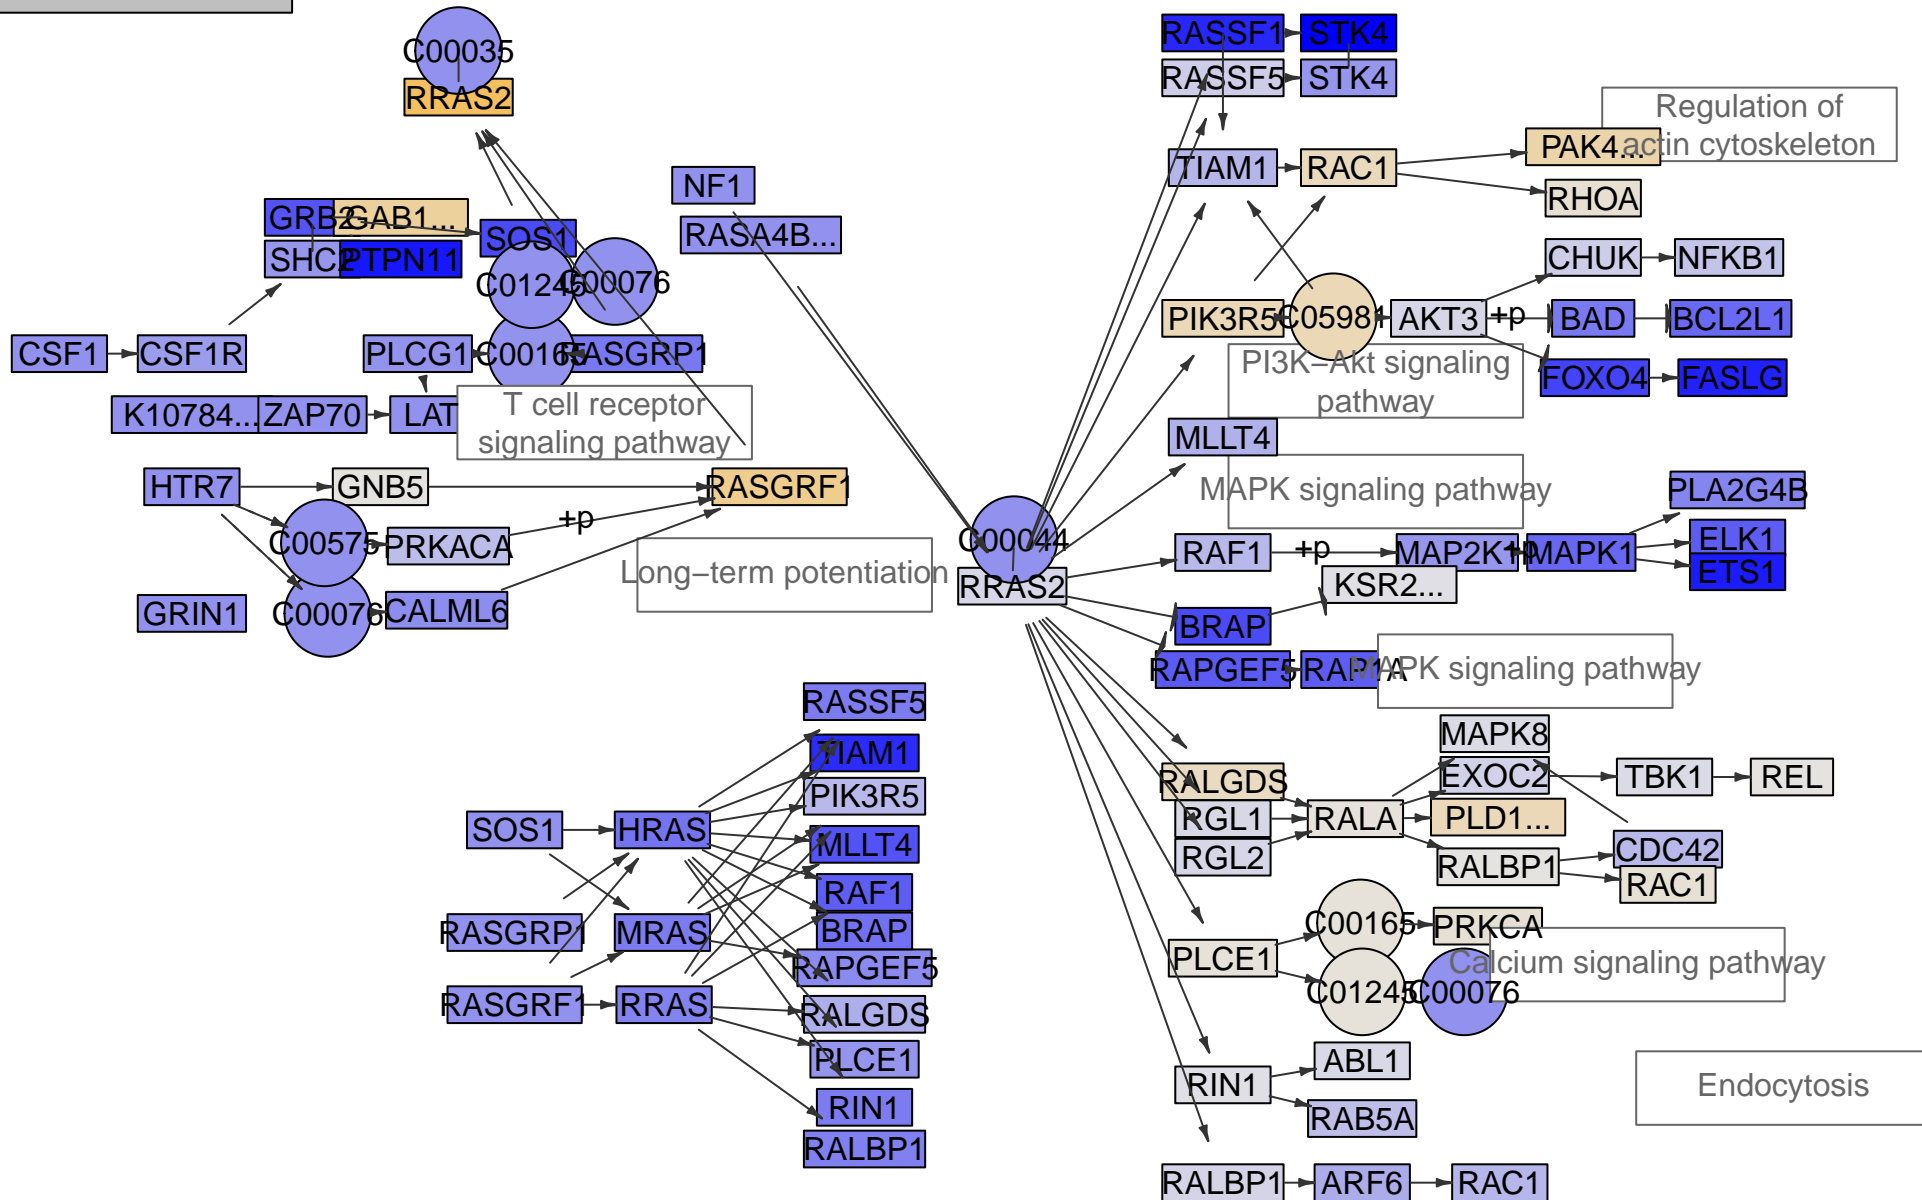 C00035
RRAS2
NF1
RASA4B...
GRB2
GAB1...
SOS1
SHC2
PTPN11
C01245
C00076
CSF1
CSF1R
PLCG1
C00165
RASGRP1
K10784...
ZAP70
LAT
T cell receptor
signaling pathway
HTR7
GNB5
RASGRF1
C00575
PRKACA
+p
GRIN1
C00076
CALML6
Long–term potentiation
C00044
RRAS2
RASSF1
STK4
RASSF5
STK4
Regulation of
actin cytoskeleton
PAK4...
TIAM1
RAC1
RHOA
CHUK
NFKB1
PIK3R5
C05981
AKT3
+p
BAD
BCL2L1
PI3K–Akt signaling
pathway
FOXO4
FASLG
MLLT4
MAPK signaling pathway
PLA2G4B
RAF1
+p
MAP2K1
+p
MAPK1
ELK1
ETS1
KSR2...
BRAP
RAPGEF5
RAP1A
MAPK signaling pathway
MAPK8
RALGDS
EXOC2
TBK1
REL
RGL1
RALA
PLD1...
RGL2
RALBP1
CDC42
RAC1
C00165
PRKCA
PLCE1
Calcium signaling pathway
C01245
C00076
RIN1
ABL1
RAB5A
Endocytosis
RALBP1
ARF6
RAC1
RASSF5
TIAM1
PIK3R5
SOS1
HRAS
MLLT4
RAF1
RASGRP1
MRAS
BRAP
RAPGEF5
RASGRF1
RRAS
RALGDS
PLCE1
RIN1
RALBP1